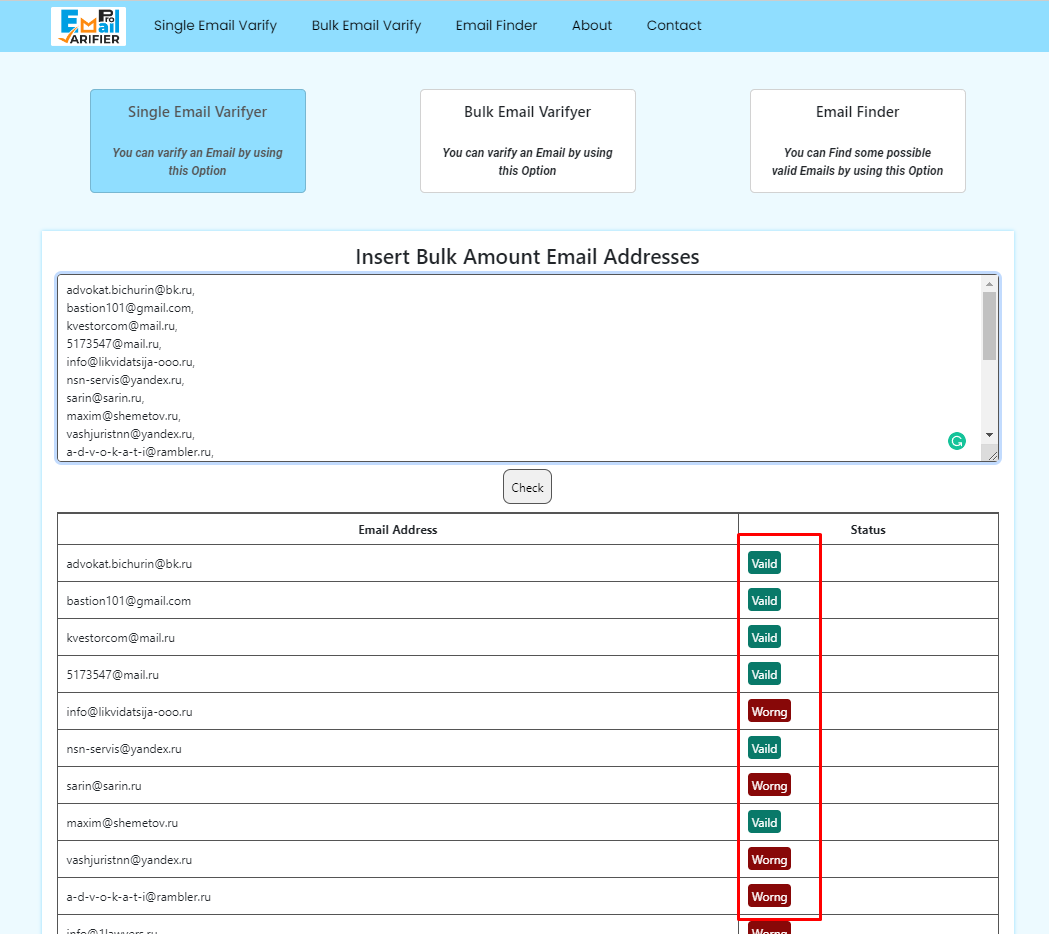 Email Pro
VARIFIER
Single Email Varify
Bulk Email Varify
Email Finder
About
Contact
Single Email Varifyer
You can varify an Email by using
this Option
Bulk Email Varifyer
You can varify an Email by using
this Option
Email Finder
You can Find some possible
valid Emails by using this Option
Insert Bulk Amount Email Addresses
advokat.bichurin@bk.ru,
bastion101@gmail.com,
kvestorcom@mail.ru,
5173547@mail.ru,
info@likvidatsija-ooo.ru,
nsn-servis@yandex.ru,
sarin@sarin.ru,
maxim@shemetov.ru,
vashjuristnn@yandex.ru,
a-d-v-o-k-a-t-i@rambler.ru,
Check
Email Address Status
advokat.bichurin@bk.ru Vaild
bastion101@gmail.com Vaild
kvestorcom@mail.ru Vaild
5173547@mail.ru Vaild
info@likvidatsija-ooo.ru Worng
nsn-servis@yandex.ru Vaild
sarin@sarin.ru Worng
maxim@shemetov.ru Vaild
vashjuristnn@yandex.ru Worng
a-d-v-o-k-a-t-i@rambler.ru Worng
info@1lawyers.ru Worng